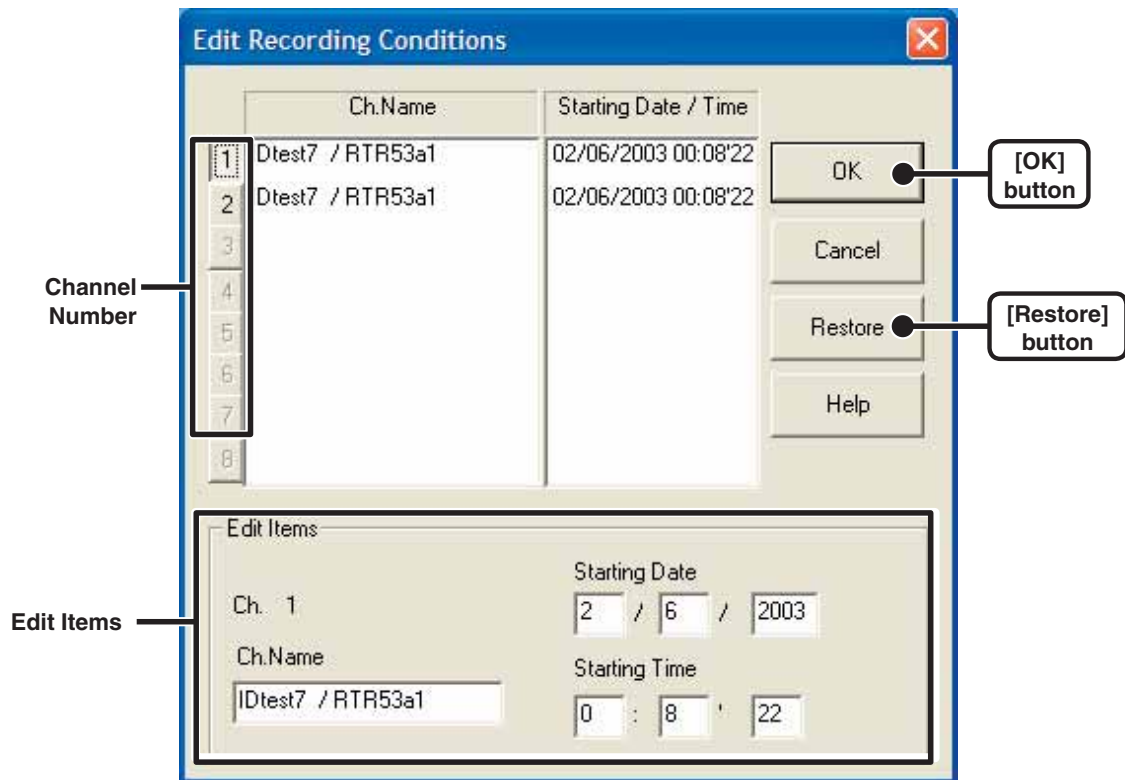 Edit Recording Conditions
Ch.Name Starting Date / Time
1 Dtest7 / RTR53a1 02/06/2003 00:08'22
2 Dtest7 / RTR53a1 02/06/2003 00:08'22
3
4
5
6
7
8
OK
Cancel
Restore
Help
[OK]
button
[Restore]
button
Channel
Number
Edit Items
Edit Items
Ch. 1
Ch.Name
IDtest7 / RTR53a1
Starting Date
2 / 6 / 2003
Starting Time
0 : 8 ' 22